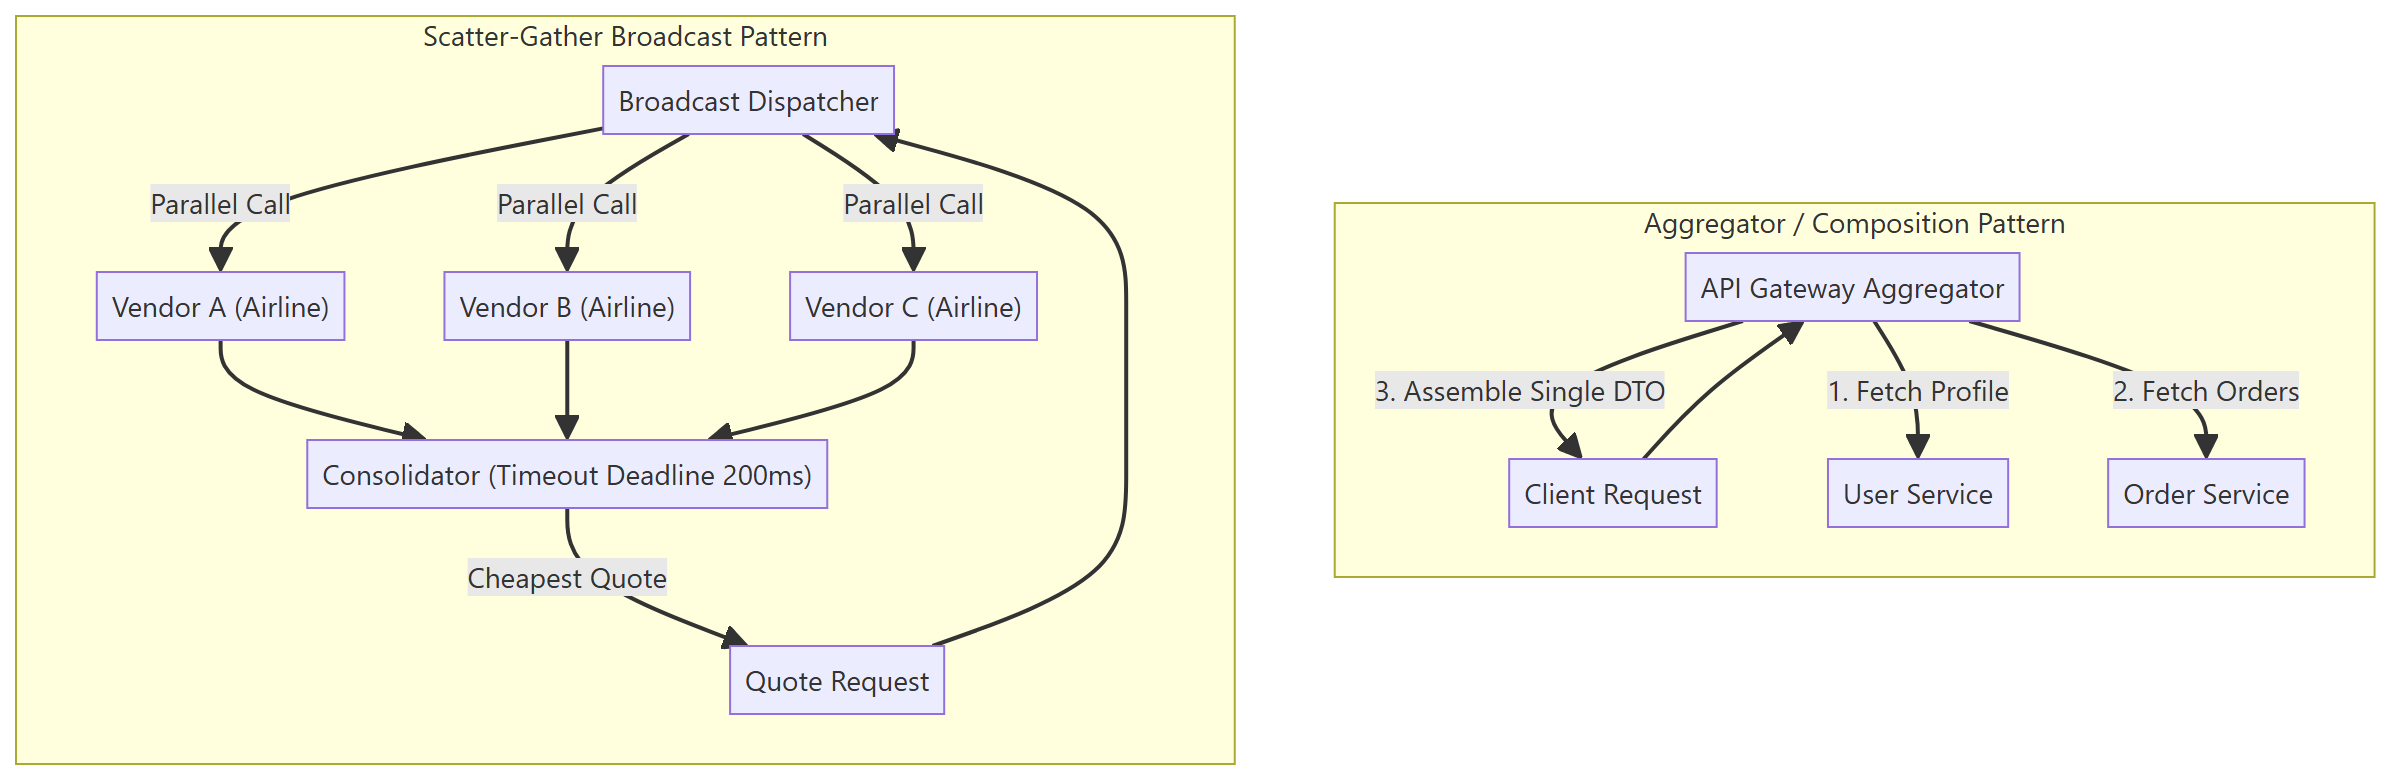 Scatter-Gather Broadcast Pattern
Broadcast Dispatcher
Parallel Call
Parallel Call
Parallel Call
Vendor A (Airline)
Vendor B (Airline)
Vendor C (Airline)
Consolidator (Timeout Deadline 200ms)
Cheapest Quote
Quote Request
Aggregator / Composition Pattern
API Gateway Aggregator
3. Assemble Single DTO
1. Fetch Profile
2. Fetch Orders
Client Request
User Service
Order Service